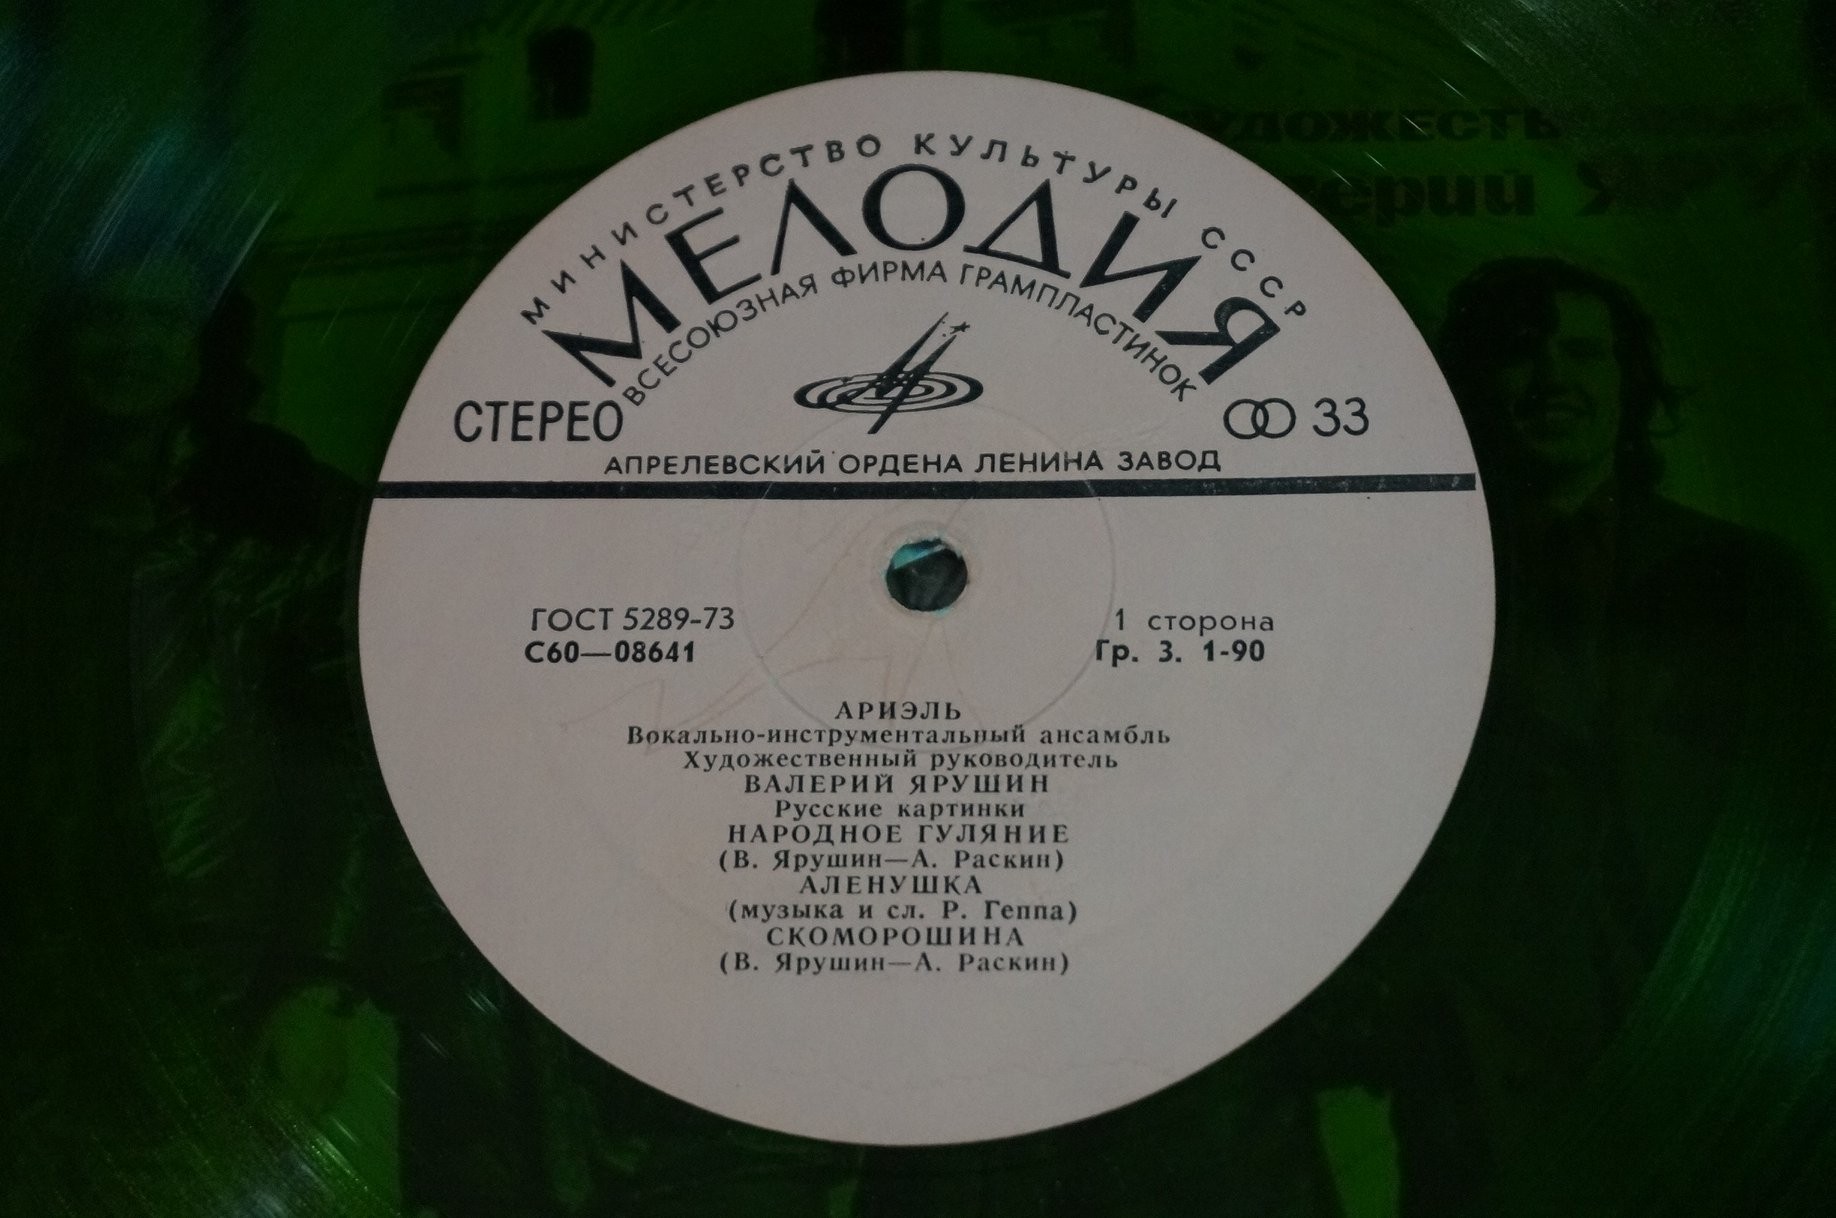 МИНИСТЕРСТВО КУЛЬТУРЫ СССР
МЕЛОДИЯ
ВСЕСОЮЗНАЯ ФИРМА ГРАМПЛАСТИНОК
СТЕРЕО 33
АПРЕЛЕВСКИЙ ОРДЕНА ЛЕНИНА ЗАВОД
ГОСТ 5289-73 1 сторона
С60—08641 Гр. 3. 1-90
АРИЭЛЬ
Вокально-инструментальный ансамбль
Художественный руководитель
ВАЛЕРИЙ ЯРУШИН
Русские картинки
НАРОДНОЕ ГУЛЯНИЕ
(В. Ярушин—А. Раскин)
АЛЕНУШКА
(музыка и сл. Р. Геппа)
СКОМОРОШИНА
(В. Ярушин—А. Раскин)